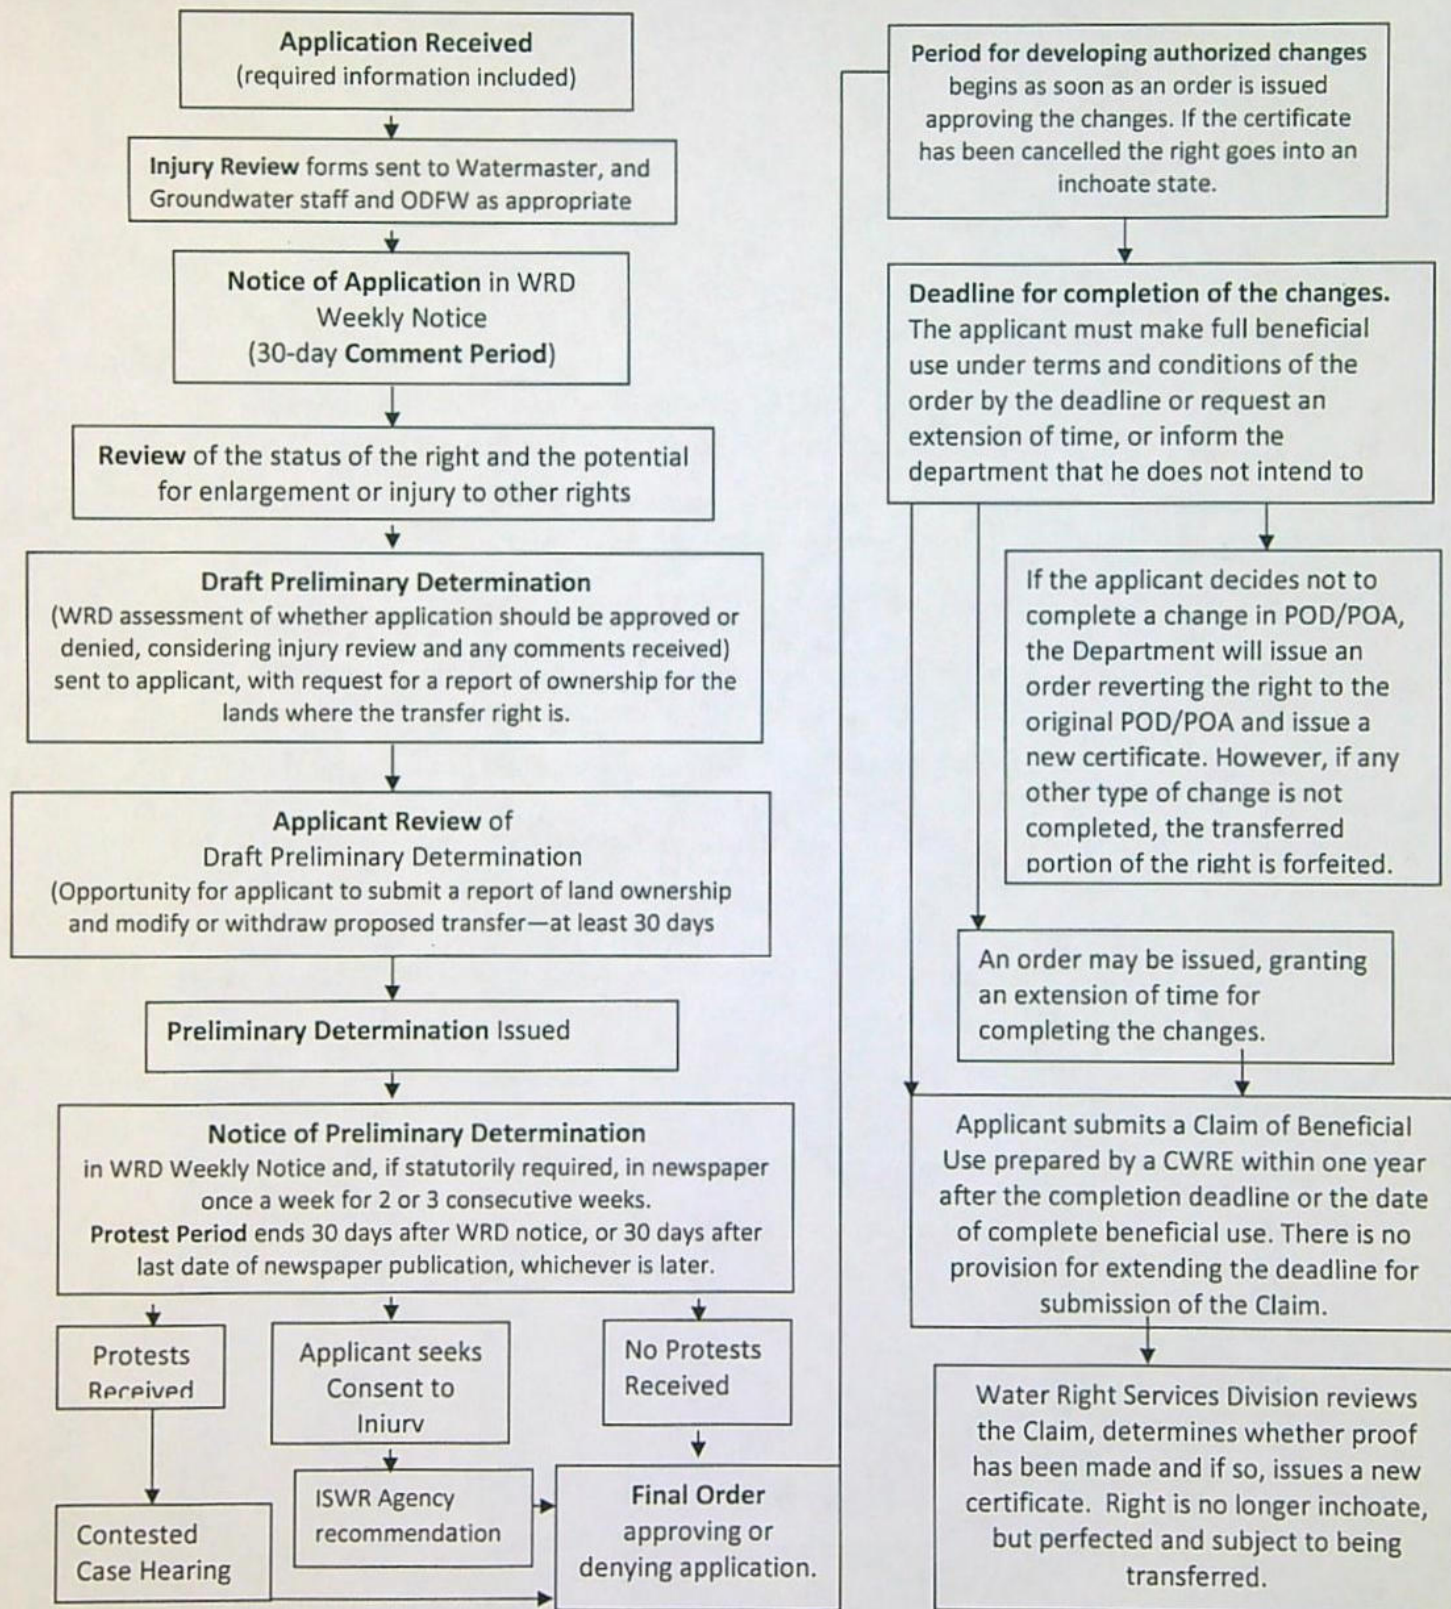 Application Received
(required information included)
Injury Review forms sent to Watermaster, and
Groundwater staff and ODFW as appropriate
Notice of Application in WRD
Weekly Notice
(30-day Comment Period)
Review of the status of the right and the potential
for enlargement or injury to other rights
Draft Preliminary Determination
(WRD assessment of whether application should be approved or
denied, considering injury review and any comments received)
sent to applicant, with request for a report of ownership for the
lands where the transfer right is.
Applicant Review of
Draft Preliminary Determination
(Opportunity for applicant to submit a report of land ownership
and modify or withdraw proposed transfer—at least 30 days
Preliminary Determination Issued
Notice of Preliminary Determination
in WRD Weekly Notice and, if statutorily required, in newspaper
once a week for 2 or 3 consecutive weeks.
Protest Period ends 30 days after WRD notice, or 30 days after
last date of newspaper publication, whichever is later.
Protests
Received
Applicant seeks
Consent to
Injury
No Protests
Received
Contested
Case Hearing
ISWR Agency
recommendation
Final Order
approving or
denying application.
Period for developing authorized changes
begins as soon as an order is issued
approving the changes. If the certificate
has been cancelled the right goes into an
inchoate state.
Deadline for completion of the changes.
The applicant must make full beneficial
use under terms and conditions of the
order by the deadline or request an
extension of time, or inform the
department that he does not intend to
If the applicant decides not to
complete a change in POD/POA,
the Department will issue an
order reverting the right to the
original POD/POA and issue a
new certificate. However, if any
other type of change is not
completed, the transferred
portion of the right is forfeited.
An order may be issued, granting
an extension of time for
completing the changes.
Applicant submits a Claim of Beneficial
Use prepared by a CWRE within one year
after the completion deadline or the date
of complete beneficial use. There is no
provision for extending the deadline for
submission of the Claim.
Water Right Services Division reviews
the Claim, determines whether proof
has been made and if so, issues a new
certificate. Right is no longer inchoate,
but perfected and subject to being
transferred.